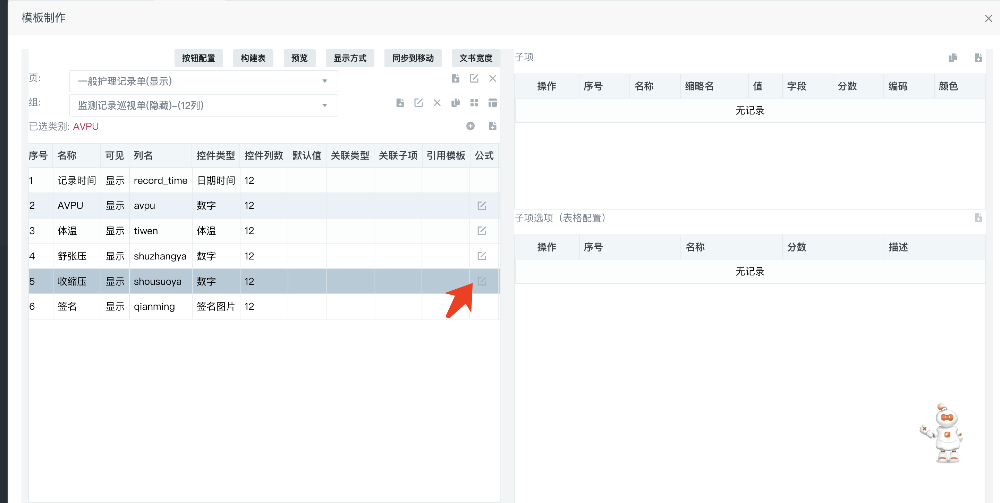 模板制作
按钮配置 构建表 预览 显示方式 同步到移动 文书宽度
页: 一般护理记录单(显示)
组: 监测记录巡视单(隐藏)-(12列)
已选类别: AVPU
序号 名称 可见 列名 控件类型 控件列数 默认值 关联类型 关联子项 引用模板 公式
1 记录时间 显示 record_time 日期时间 12
2 AVPU 显示 avpu 数字 12
3 体温 显示 tiwen 体温 12
4 舒张压 显示 shuzhangya 数字 12
5 收缩压 显示 shousuoya 数字 12
6 签名 显示 qianming 签名图片 12
子项
操作 序号 名称 缩略名 值 字段 分数 编码 颜色
无记录
子项选项（表格配置）
操作 序号 名称 分数 描述
无记录
F